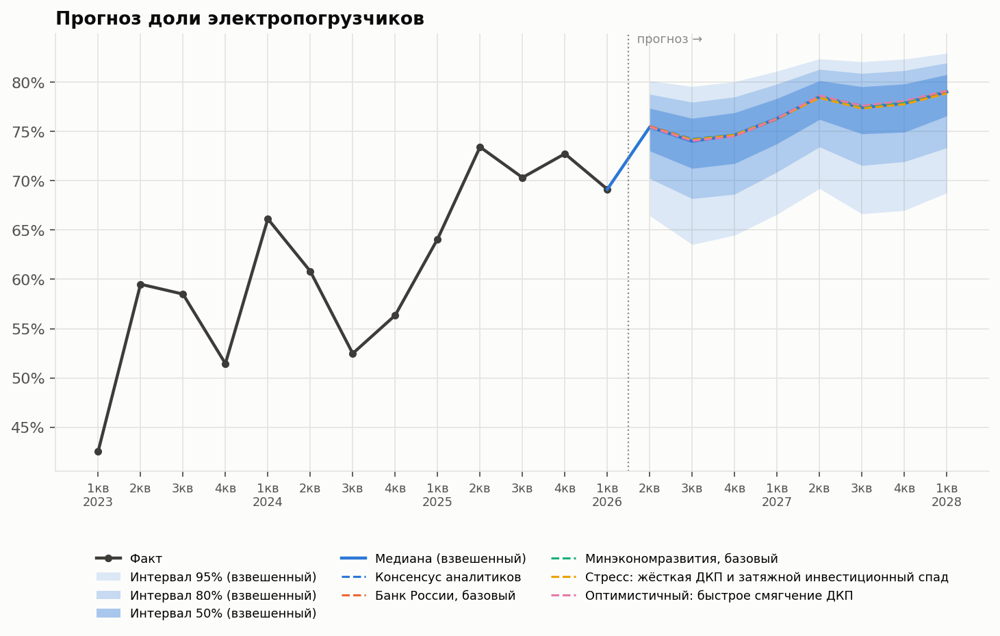 Прогноз доли электропогрузчиков
прогноз →
80%
75%
70%
65%
60%
55%
50%
45%
1кв 2кв 3кв 4кв 1кв 2кв 3кв 4кв 1кв 2кв 3кв 4кв 1кв 2кв 3кв 4кв 1кв 2кв 3кв 4кв 1кв
2023 2024 2025 2026 2027 2028
Факт
Интервал 95% (взвешенный)
Интервал 80% (взвешенный)
Интервал 50% (взвешенный)
Медиана (взвешенный)
Консенсус аналитиков
Банк России, базовый
Минэкономразвития, базовый
Стресс: жёсткая ДКП и затяжной инвестиционный спад
Оптимистичный: быстрое смягчение ДКП